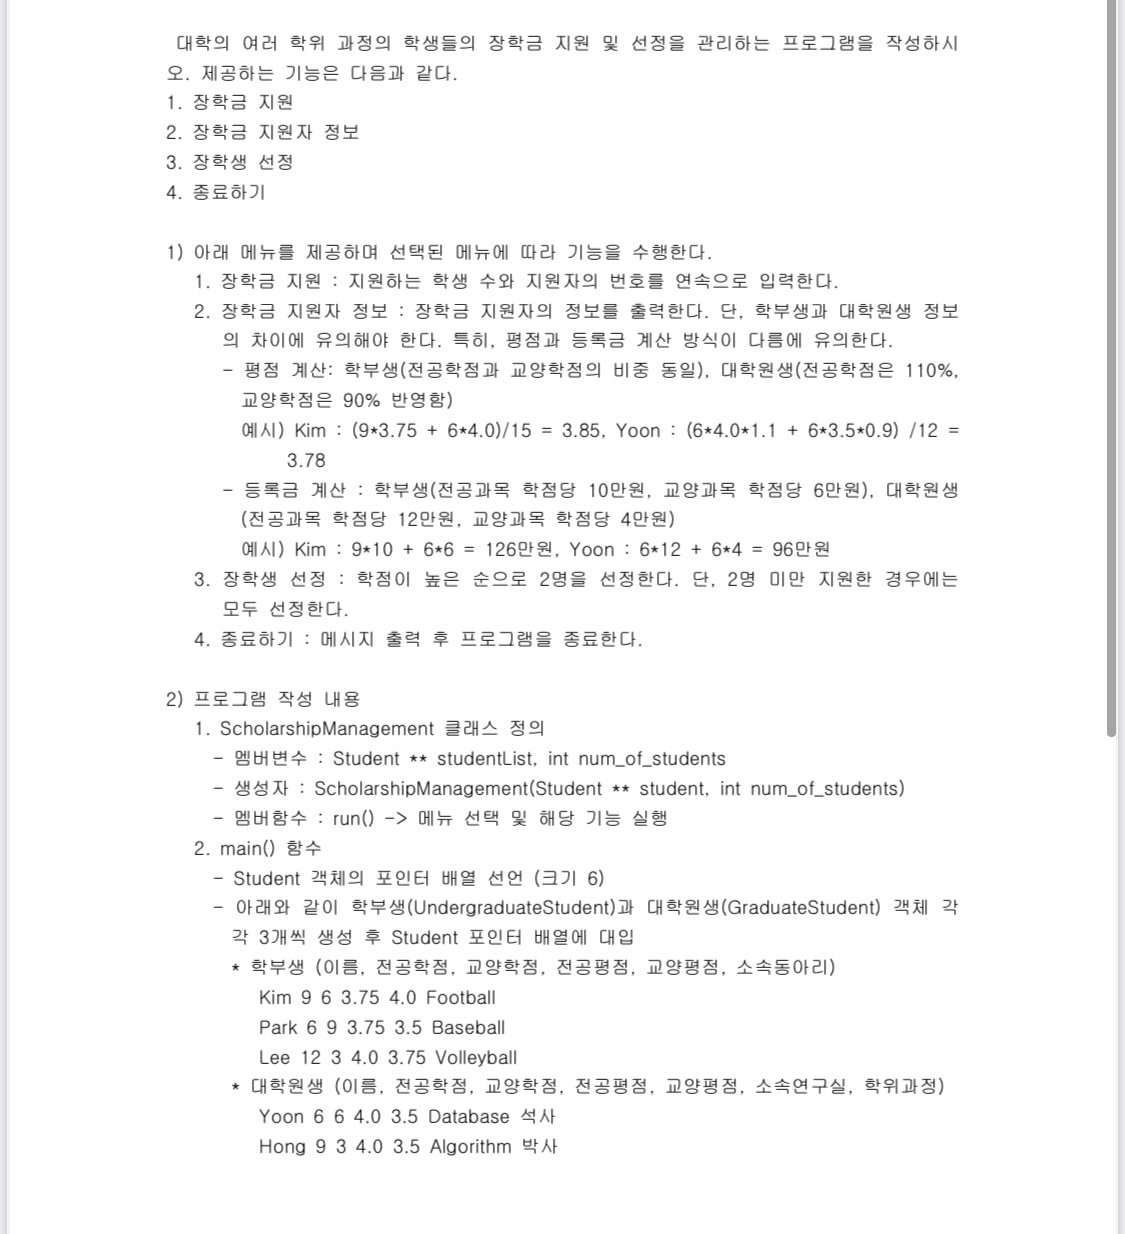 대학의 여러 학위 과정의 학생들의 장학금 지원 및 선정을 관리하는 프로그램을 작성하시
오. 제공하는 기능은 다음과 같다.
1. 장학금 지원
2. 장학금 지원자 정보
3. 장학생 선정
4. 종료하기
1) 아래 메뉴를 제공하며 선택된 메뉴에 따라 기능을 수행한다.
1. 장학금 지원 : 지원하는 학생 수와 지원자의 번호를 연속으로 입력한다.
2. 장학금 지원자 정보 : 장학금 지원자의 정보를 출력한다. 단, 학부생과 대학원생 정보
의 차이에 유의해야 한다. 특히, 평점과 등록금 계산 방식이 다름에 유의한다.
- 평점 계산: 학부생(전공학점과 교양학점의 비중 동일), 대학원생(전공학점은 110%,
교양학점은 90% 반영함)
예시) Kim : (9*3.75 + 6*4.0)/15 = 3.85, Yoon : (6*4.0*1.1 + 6*3.5*0.9) /12 =
3.78
- 등록금 계산 : 학부생(전공과목 학점당 10만원, 교양과목 학점당 6만원), 대학원생
(전공과목 학점당 12만원, 교양과목 학점당 4만원)
예시) Kim : 9*10 + 6*6 = 126만원, Yoon : 6*12 + 6*4 = 96만원
3. 장학생 선정 : 학점이 높은 순으로 2명을 선정한다. 단, 2명 미만 지원한 경우에는
모두 선정한다.
4. 종료하기 : 메시지 출력 후 프로그램을 종료한다.
2) 프로그램 작성 내용
1. ScholarshipManagement 클래스 정의
- 멤버변수 : Student ** studentList, int num_of_students
- 생성자 : ScholarshipManagement(Student ** student, int num_of_students)
- 멤버함수 : run() -> 메뉴 선택 및 해당 기능 실행
2. main() 함수
- Student 객체의 포인터 배열 선언 (크기 6)
- 아래와 같이 학부생(UndergraduateStudent)과 대학원생(GraduateStudent) 객체 각
각 3개씩 생성 후 Student 포인터 배열에 대입
* 학부생 (이름, 전공학점, 교양학점, 전공평점, 교양평점, 소속동아리)
Kim 9 6 3.75 4.0 Football
Park 6 9 3.75 3.5 Baseball
Lee 12 3 4.0 3.75 Volleyball
* 대학원생 (이름, 전공학점, 교양학점, 전공평점, 교양평점, 소속연구실, 학위과정)
Yoon 6 6 4.0 3.5 Database 석사
Hong 9 3 4.0 3.5 Algorithm 박사